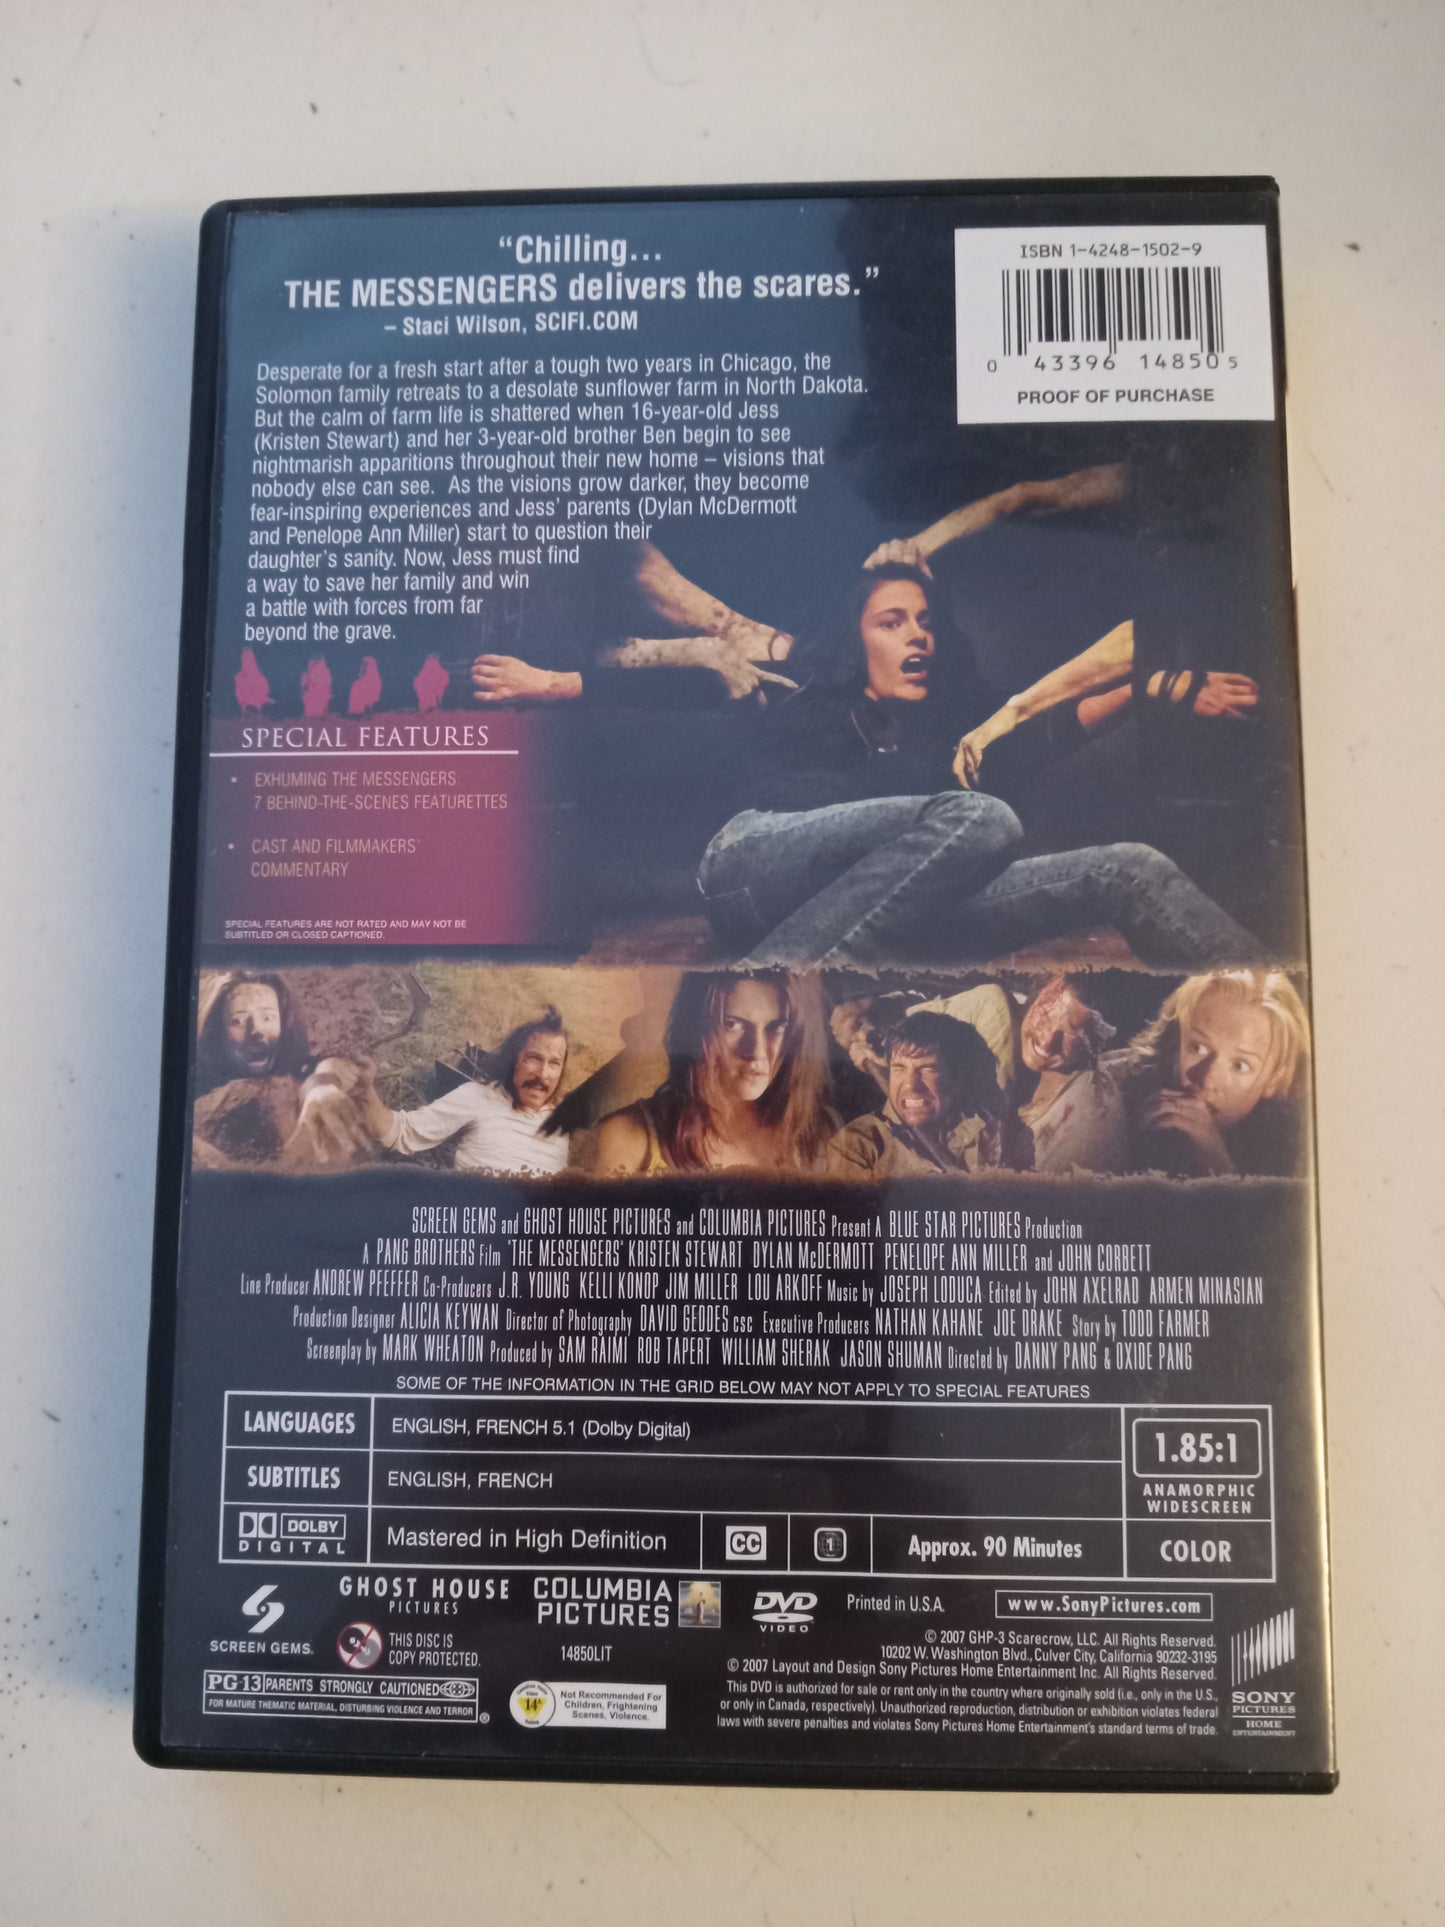 “Chilling...
THE MESSENGERS delivers the scares.”
– Staci Wilson, SCIFI.COM
ISBN 1-4248-1502-9
0 43396 14850 5
PROOF OF PURCHASE
Desperate for a fresh start after a tough two years in Chicago, the
Solomon family retreats to a desolate sunflower farm in North Dakota.
But the calm of farm life is shattered when 16-year-old Jess
(Kristen Stewart) and her 3-year-old brother Ben begin to see
nightmarish apparitions throughout their new home – visions that
nobody else can see. As the visions grow darker, they become
fear-inspiring experiences and Jess’ parents (Dylan McDermott
and Penelope Ann Miller) start to question their
daughter’s sanity. Now, Jess must find
a way to save her family and win
a battle with forces from far
beyond the grave.
SPECIAL FEATURES
• EXHUMING THE MESSENGERS:
7 BEHIND-THE-SCENES FEATURETTES
• CAST AND FILMMAKERS’
COMMENTARY
SPECIAL FEATURES ARE NOT RATED AND MAY NOT BE
SUBTITLED OR CLOSED CAPTIONED.
SCREEN GEMS and GHOST HOUSE PICTURES and COLUMBIA PICTURES Present A BLUE STAR PICTURES Production
A PANG BROTHERS Film "THE MESSENGERS" KRISTEN STEWART DYLAN McDERMOTT PENELOPE ANN MILLER and JOHN CORBETT
Line Producer ANDREW PFEFFER Co-Producers J.R. YOUNG KELLI KONOP JIM MILLER LOU ARKOFF Music by JOSEPH LODUCA Edited by JOHN AXELRAD ARMEN MINASIAN
Production Designer ALICIA KEYWAN Director of Photography DAVID GEDDES csc Executive Producers NATHAN KAHANE JOE DRAKE Story by TODD FARMER
Screenplay by MARK WHEATON Produced by SAM RAIMI ROB TAPERT WILLIAM SHERAK JASON SHUMAN Directed by DANNY PANG & OXIDE PANG
SOME OF THE INFORMATION IN THE GRID BELOW MAY NOT APPLY TO SPECIAL FEATURES
LANGUAGES ENGLISH, FRENCH 5.1 (Dolby Digital)
SUBTITLES ENGLISH, FRENCH
1.85:1
ANAMORPHIC
WIDESCREEN
DOLBY
DIGITAL
Mastered in High Definition CC 1 Approx. 90 Minutes COLOR
SCREEN GEMS.
GHOST HOUSE
PICTURES
COLUMBIA
PICTURES
DVD
VIDEO
Printed in U.S.A.
www.SonyPictures.com
THIS DISC IS
COPY PROTECTED.
14850LIT
© 2007 GHP-3 Scarecrow, LLC. All Rights Reserved.
10202 W. Washington Blvd., Culver City, California 90232-3195
© 2007 Layout and Design Sony Pictures Home Entertainment Inc. All Rights Reserved.
This DVD is authorized for sale or rent only in the country where originally sold (i.e., only in the U.S.,
or only in Canada, respectively). Unauthorized reproduction, distribution or exhibition violates federal
laws with severe penalties and violates Sony Pictures Home Entertainment's standard terms of trade.
PG-13 PARENTS STRONGLY CAUTIONED
FOR MATURE THEMATIC MATERIAL, DISTURBING VIOLENCE AND TERROR
®
14
Not Recommended For
Children, Frightening
Scenes, Violence.
SONY
PICTURES
HOME
ENTERTAINMENT